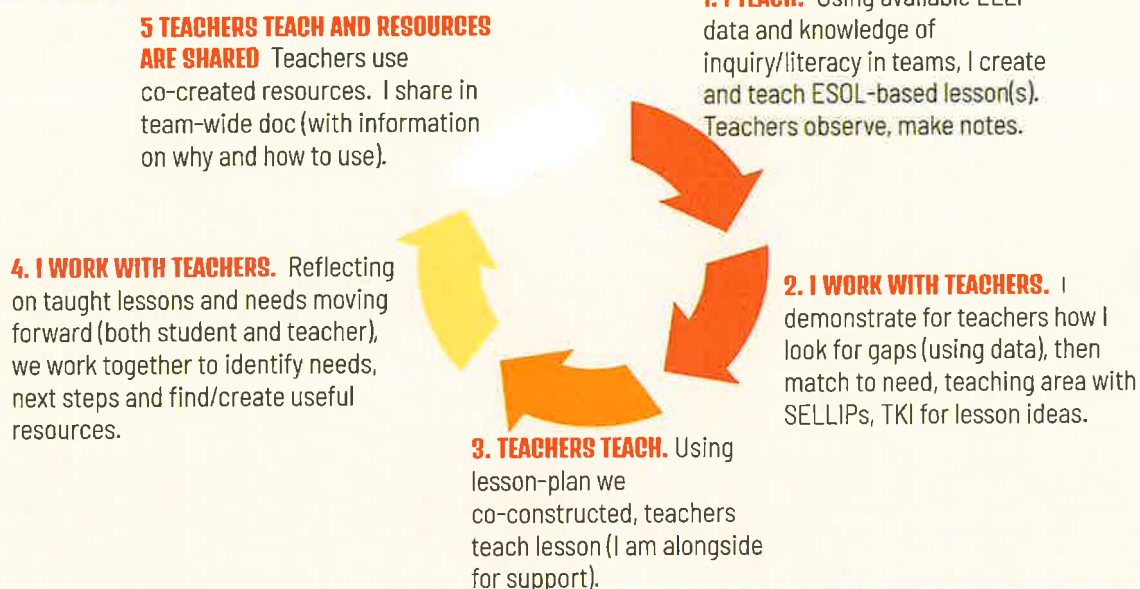 1. I TEACH. Using available ELLP
data and knowledge of
inquiry/literacy in teams, I create
and teach ESOL-based lesson(s).
Teachers observe, make notes.
2. I WORK WITH TEACHERS. I
demonstrate for teachers how I
look for gaps (using data), then
match to need, teaching area with
SELLIPs, TKI for lesson ideas.
3. TEACHERS TEACH. Using
lesson-plan we
co-constructed, teachers
teach lesson (I am alongside
for support).
4. I WORK WITH TEACHERS. Reflecting
on taught lessons and needs moving
forward (both student and teacher),
we work together to identify needs,
next steps and find/create useful
resources.
5 TEACHERS TEACH AND RESOURCES
ARE SHARED Teachers use
co-created resources. I share in
team-wide doc (with information
on why and how to use).